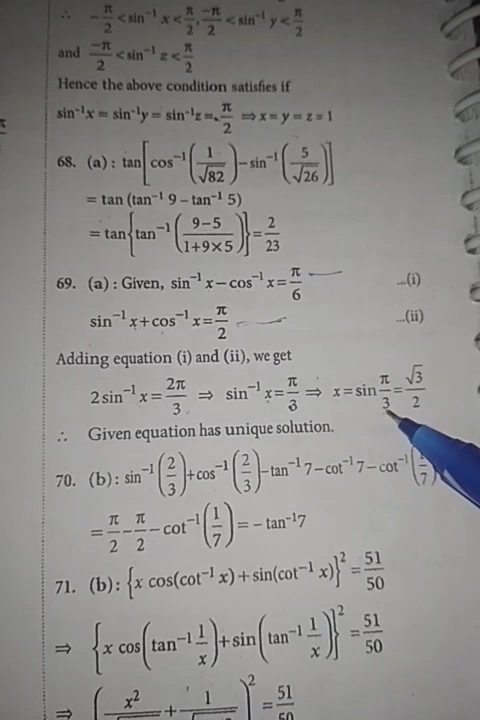 ∴ -π/2 < sin⁻¹ x < π/2, -π/2 < sin⁻¹ y < π/2
and -π/2 < sin⁻¹ z < π/2
Hence the above condition satisfies if
sin⁻¹x = sin⁻¹y = sin⁻¹z = π/2 ⇒ x = y = z = 1
68. (a) : tan[cos⁻¹(1/√82) - sin⁻¹(5/√26)]
= tan (tan⁻¹ 9 - tan⁻¹ 5)
= tan{tan⁻¹((9-5)/(1+9×5))} = 2/23
69. (a) : Given, sin⁻¹ x - cos⁻¹ x = π/6 ...(i)
sin⁻¹ x + cos⁻¹ x = π/2 ...(ii)
Adding equation (i) and (ii), we get
2 sin⁻¹ x = 2π/3 ⇒ sin⁻¹ x = π/3 ⇒ x = sin π/3 = √3/2
∴ Given equation has unique solution.
70. (b) : sin⁻¹(2/3) + cos⁻¹(2/3) - tan⁻¹ 7 - cot⁻¹ 7 - cot⁻¹( /7)
= π/2 - π/2 - cot⁻¹(1/7) = - tan⁻¹7
71. (b) : {x cos(cot⁻¹ x) + sin(cot⁻¹ x)}² = 51/50
⇒ {x cos(tan⁻¹ 1/x) + sin(tan⁻¹ 1/x)}² = 51/50
⇒ (x²/√ + 1/√ )² = 51/50